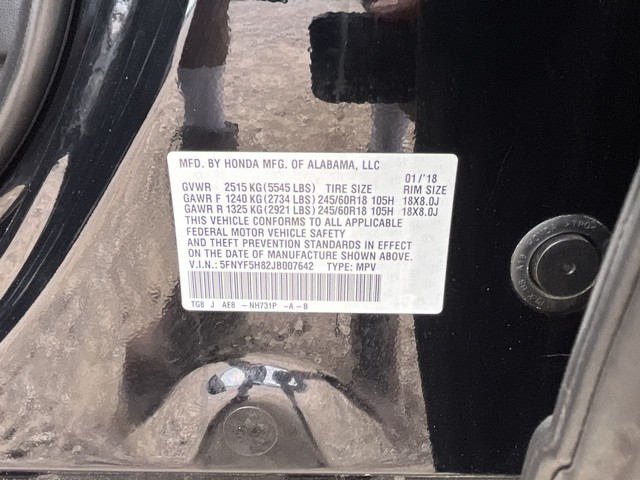 MFD. BY HONDA MFG. OF ALABAMA, LLC
01/'18
GVWR 2515 KG (5545 LBS) TIRE SIZE RIM SIZE
GAWR F 1240 KG (2734 LBS) 245/60R18 105H 18X8.0J
GAWR R 1325 KG (2921 LBS) 245/60R18 105H 18X8.0J
THIS VEHICLE CONFORMS TO ALL APPLICABLE
FEDERAL MOTOR VEHICLE SAFETY
AND THEFT PREVENTION STANDARDS IN EFFECT
ON THE DATE OF MANUFACTURE SHOWN ABOVE.
V.I.N.: 5FNYF5H82JB007642 TYPE: MPV
TG8 J AE8 -NH731P -A-B